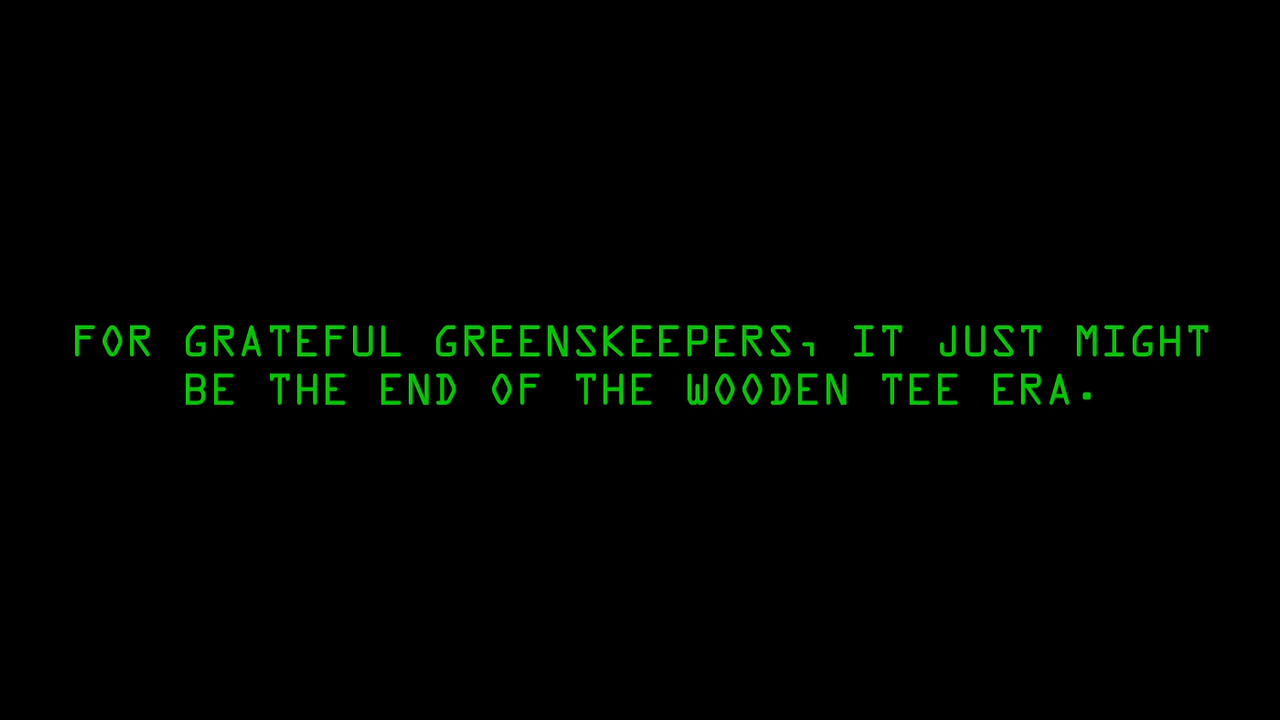 FOR GRATEFUL GREENSKEEPERS, IT JUST MIGHT
BE THE END OF THE WOODEN TEE ERA.